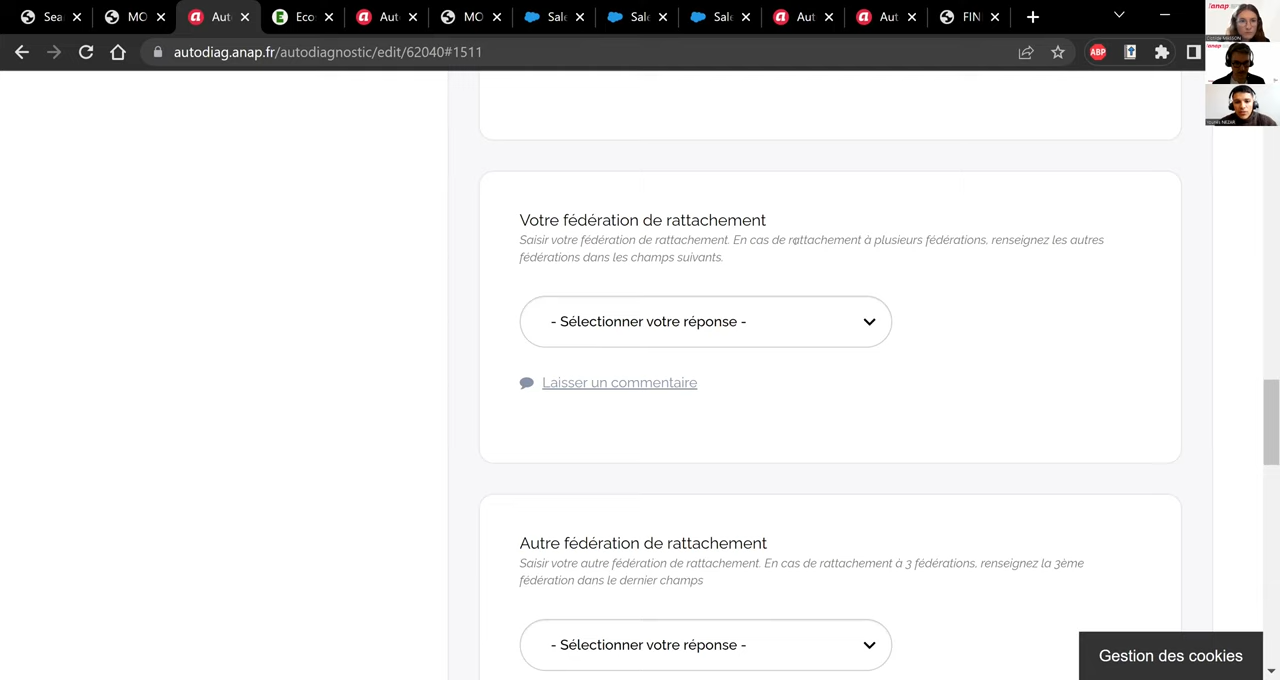 Sea
MO
Aut
Eco
Aut
MO
Sale
Sale
Sale
Aut
Aut
FIN
autodiag.anap.fr/autodiagnostic/edit/62040#1511
ABP
Votre fédération de rattachement
Saisir votre fédération de rattachement. En cas de rattachement à plusieurs fédérations, renseignez les autres
fédérations dans les champs suivants.
- Sélectionner votre réponse -
Laisser un commentaire
Autre fédération de rattachement
Saisir votre autre fédération de rattachement. En cas de rattachement à 3 fédérations, renseignez la 3ème
fédération dans le dernier champs
- Sélectionner votre réponse -
Gestion des cookies